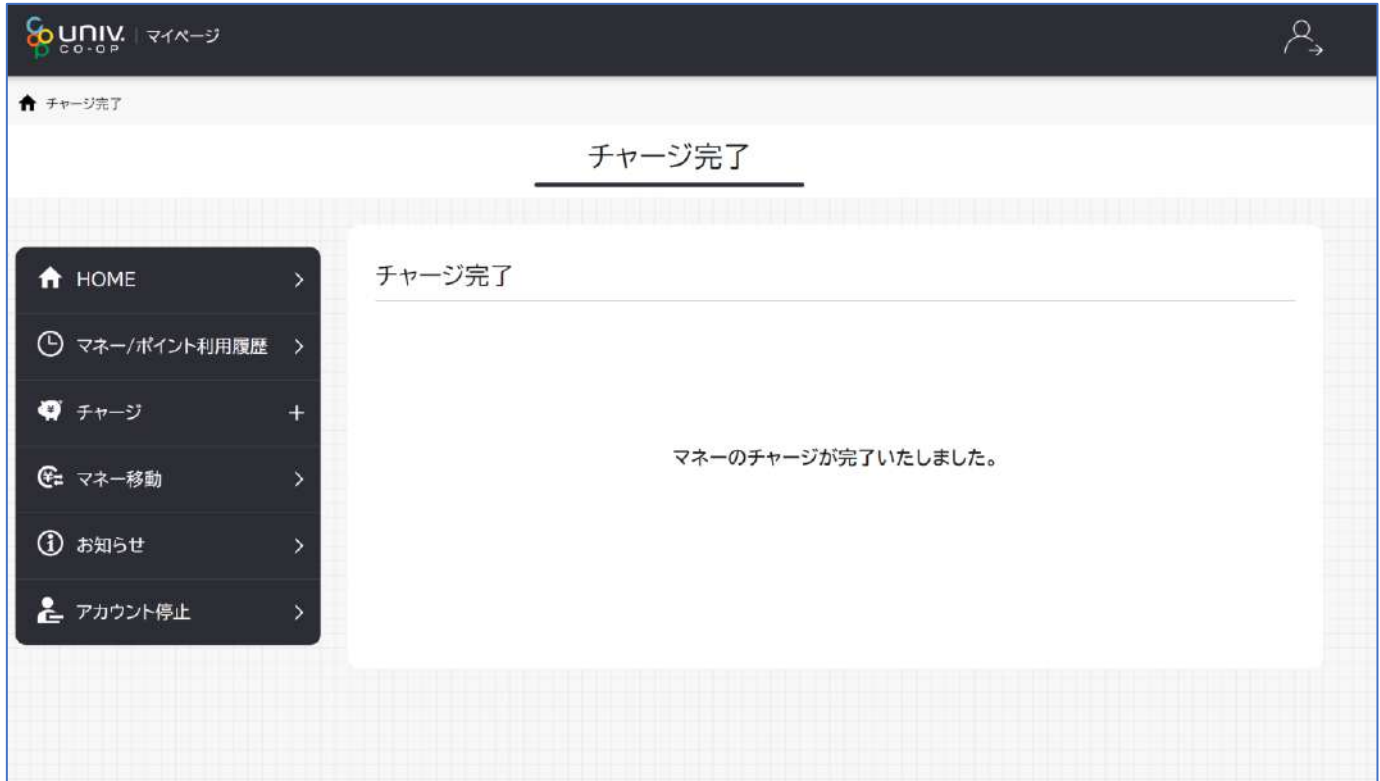 UNIV. CO-OP マイページ
チャージ完了
チャージ完了
HOME
マネー/ポイント利用履歴
チャージ
マネー移動
お知らせ
アカウント停止
チャージ完了
マネーのチャージが完了いたしました。